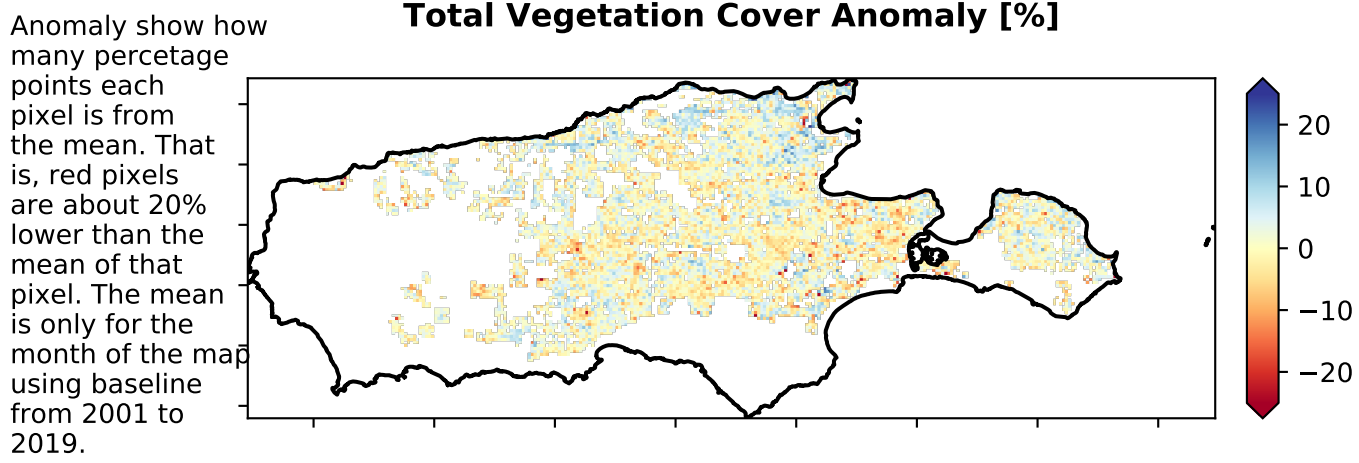 Total Vegetation Cover Anomaly [%]
Anomaly show how
many percetage
points each
pixel is from
the mean. That
is, red pixels
are about 20%
lower than the
mean of that
pixel. The mean
is only for the
month of the map
using baseline
from 2001 to
2019.
20
10
0
−10
−20